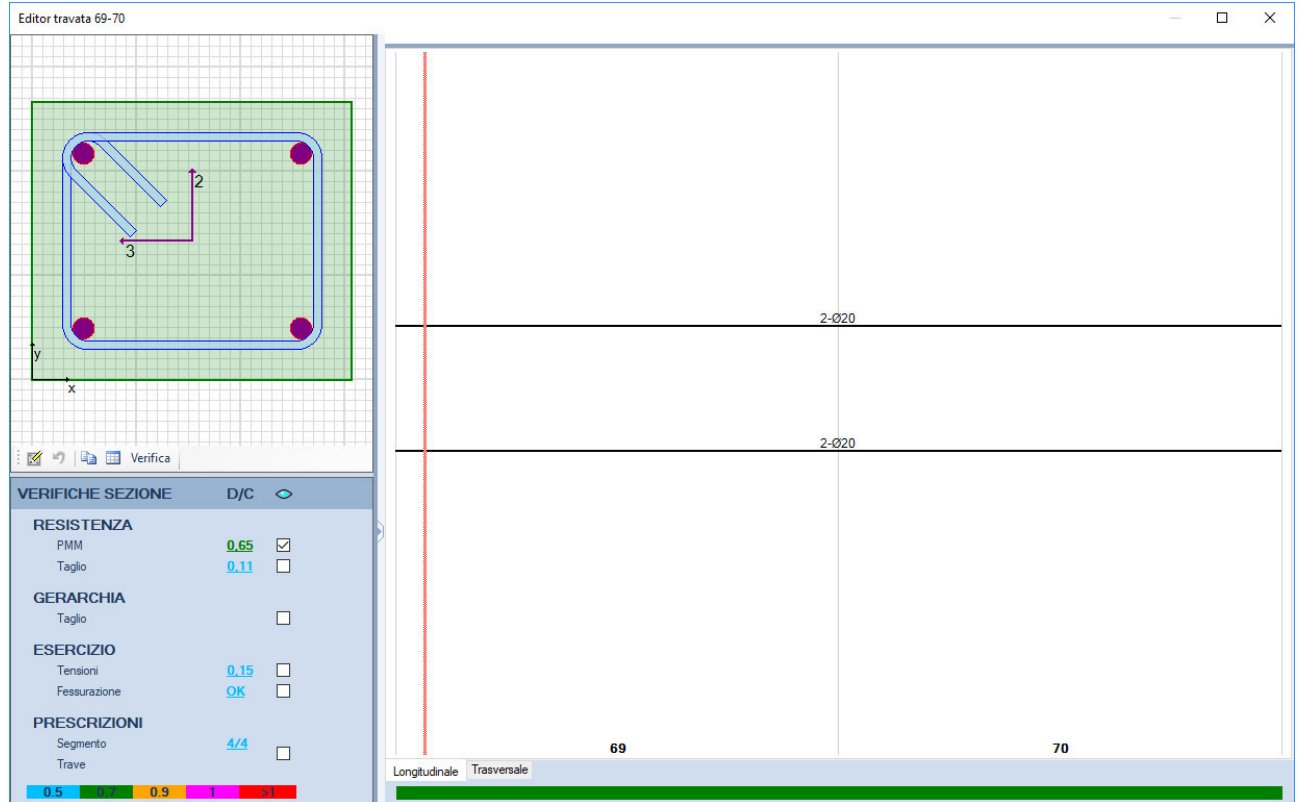 Editor travata 69-70
2
3
y
x
Verifica
VERIFICHE SEZIONE D/C
RESISTENZA
PMM 0,65
Taglio 0,11
GERARCHIA
Taglio
ESERCIZIO
Tensioni 0,15
Fessurazione OK
PRESCRIZIONI
Segmento 4/4
Trave
0.5 0.7 0.9 1 >1
2-Ø20
2-Ø20
69 70
Longitudinale Trasversale